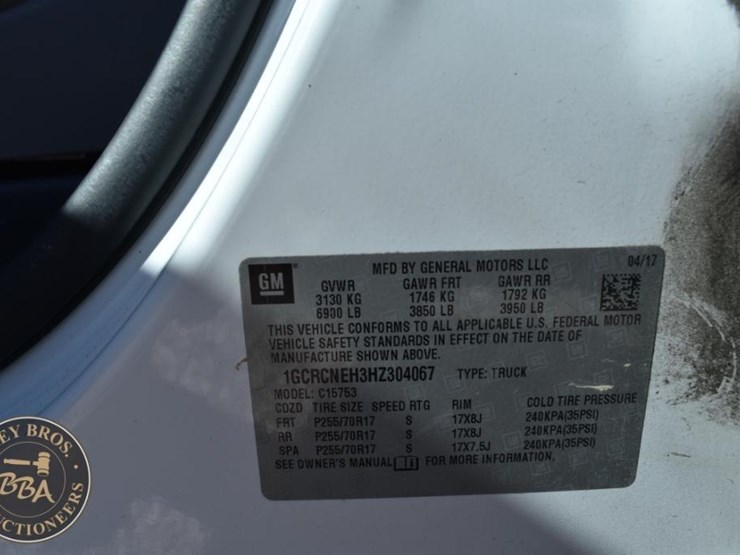 GM
MFD BY GENERAL MOTORS LLC 04/17
GVWR GAWR FRT GAWR RR
3130 KG 1746 KG 1792 KG
6900 LB 3850 LB 3950 LB
THIS VEHICLE CONFORMS TO ALL APPLICABLE U.S. FEDERAL MOTOR
VEHICLE SAFETY STANDARDS IN EFFECT ON THE DATE OF
MANUFACTURE SHOWN ABOVE.
1GCRCNEH3HZ304067 TYPE: TRUCK
MODEL: C15753
COZD TIRE SIZE SPEED RTG RIM COLD TIRE PRESSURE
FRT P255/70R17 S 17X8J 240KPA(35PSI)
RR P255/70R17 S 17X8J 240KPA(35PSI)
SPA P255/70R17 S 17X7.5J 240KPA(35PSI)
SEE OWNER'S MANUAL FOR MORE INFORMATION.
EY BROS.
BBA
CTIONEERS